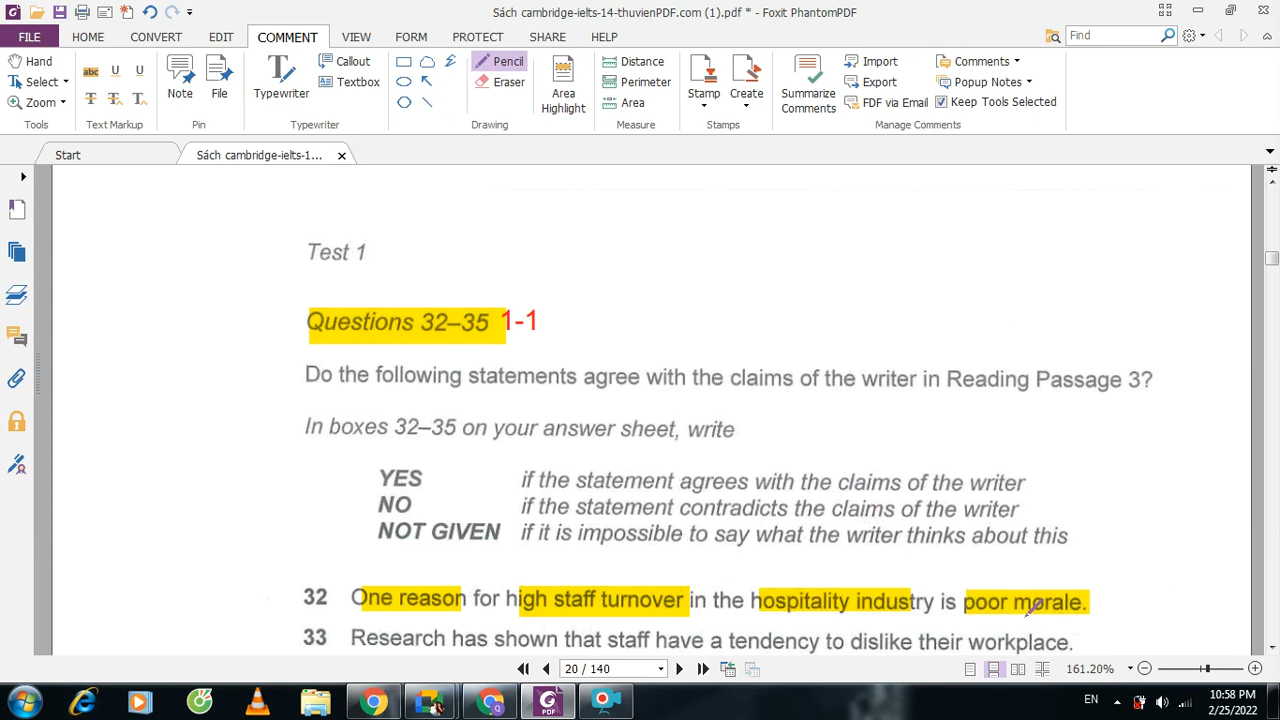 Sách cambridge-ielts-14-thuvienPDF.com (1).pdf * - Foxit PhantomPDF
FILE HOME CONVERT EDIT COMMENT VIEW FORM PROTECT SHARE HELP Find
Hand Select Zoom Tools
abc U U T T T Text Markup
Note File Pin
Typewriter Callout Textbox Typewriter
Pencil Eraser Drawing
Area Highlight
Distance Perimeter Area Measure
Stamp Create Stamps
Summarize Comments Import Export FDF via Email Comments Popup Notes Keep Tools Selected Manage Comments
Start Sách cambridge-ielts-1...
Test 1
Questions 32–35 1-1
Do the following statements agree with the claims of the writer in Reading Passage 3?
In boxes 32–35 on your answer sheet, write
YES if the statement agrees with the claims of the writer
NO if the statement contradicts the claims of the writer
NOT GIVEN if it is impossible to say what the writer thinks about this
32 One reason for high staff turnover in the hospitality industry is poor morale.
33 Research has shown that staff have a tendency to dislike their workplace.
20 / 140 161.20%
PDF EN 10:58 PM
2/25/2022